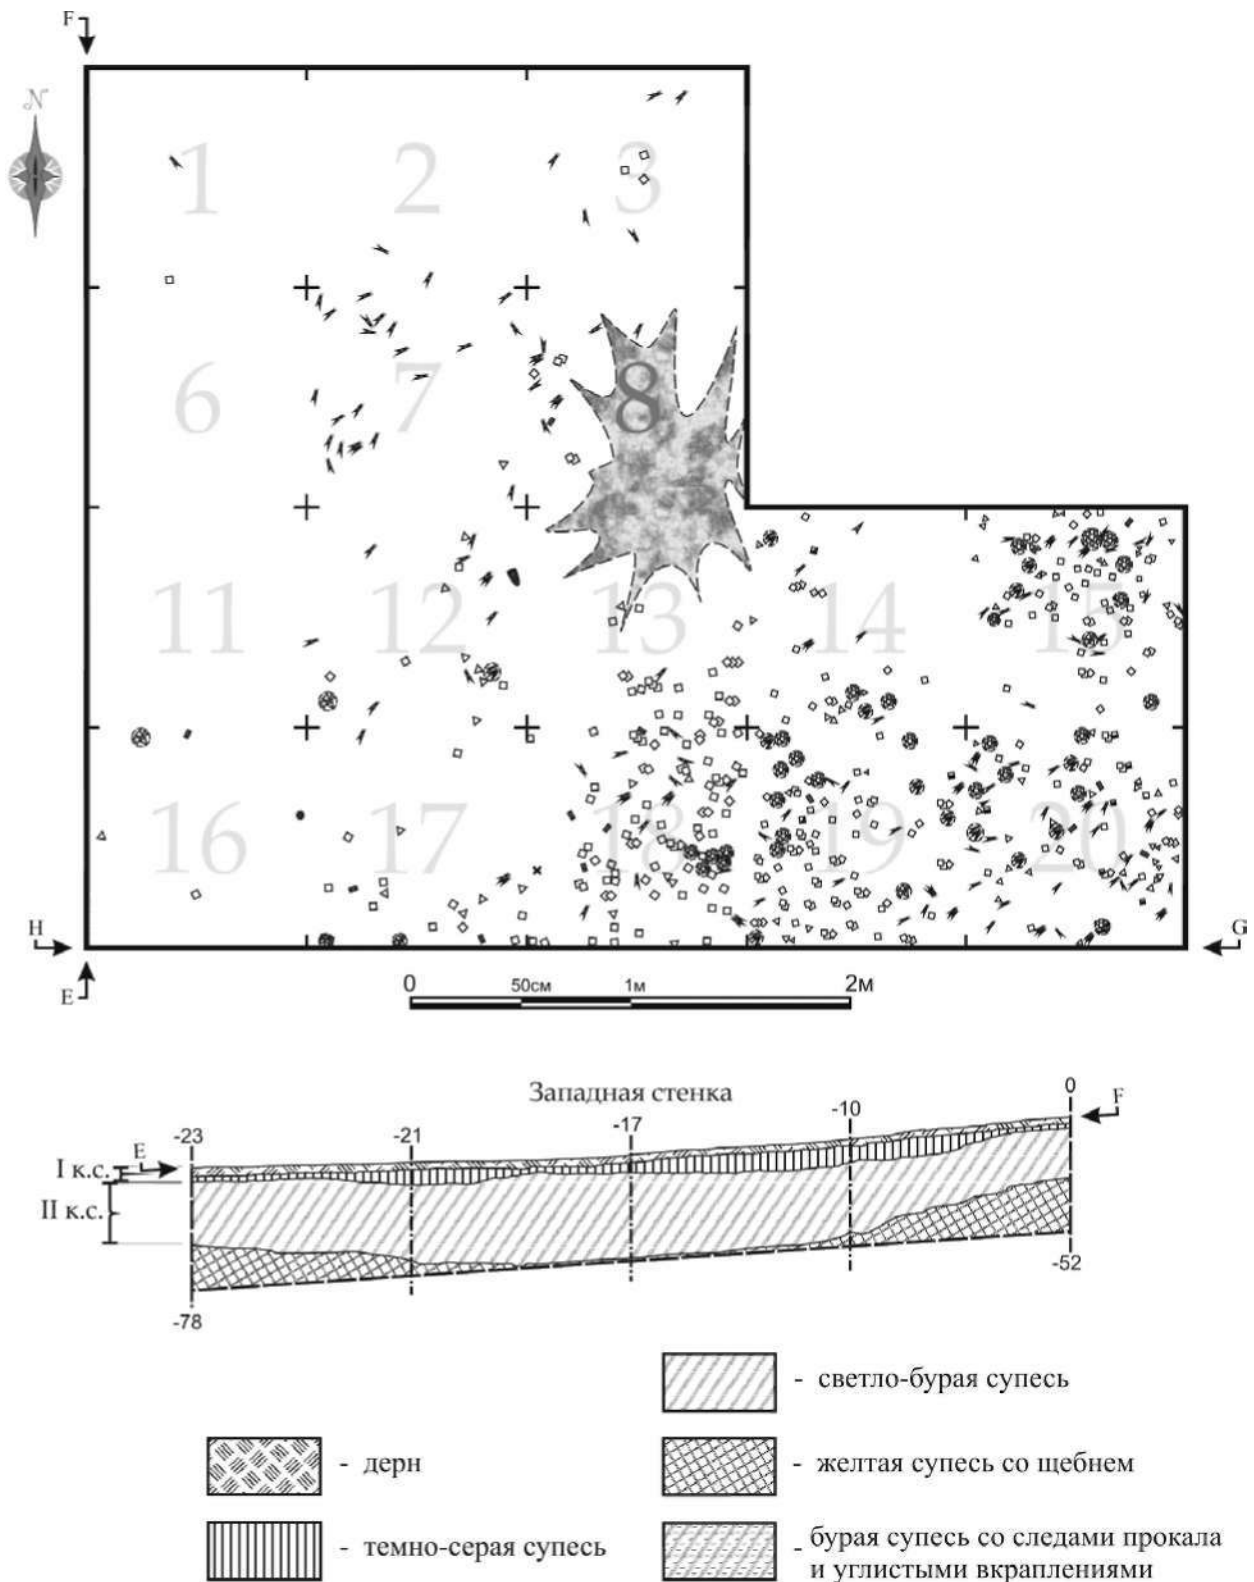 F
N
1 2 3
6 7 8
11 12 13 14 15
16 17 18 19 20
H
G
E
0 50см 1м 2м
Западная стенка
0
F
-10
-17
-21
-23
E
I к.с.
II к.с.
-52
-78
- светло-бурая супесь
- дерн
- желтая супесь со щебнем
- темно-серая супесь
- бурая супесь со следами прокала
и углистыми вкраплениями